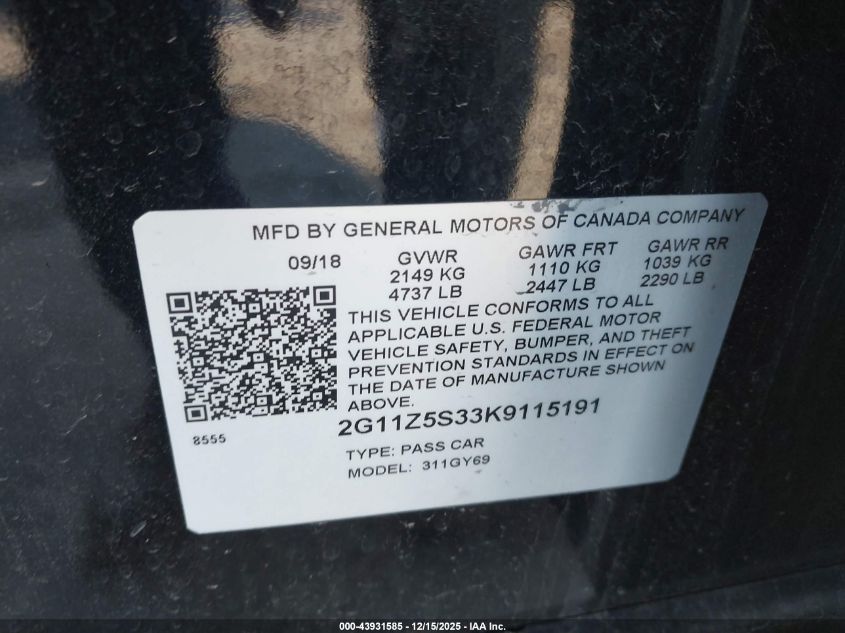 MFD BY GENERAL MOTORS OF CANADA COMPANY
09/18 GVWR GAWR FRT GAWR RR
2149 KG 1110 KG 1039 KG
4737 LB 2447 LB 2290 LB
THIS VEHICLE CONFORMS TO ALL
APPLICABLE U.S. FEDERAL MOTOR
VEHICLE SAFETY, BUMPER, AND THEFT
PREVENTION STANDARDS IN EFFECT ON
THE DATE OF MANUFACTURE SHOWN
ABOVE.
8555
2G11Z5S33K9115191
TYPE: PASS CAR
MODEL: 311GY69
000-43931585 - 12/15/2025 - IAA Inc.